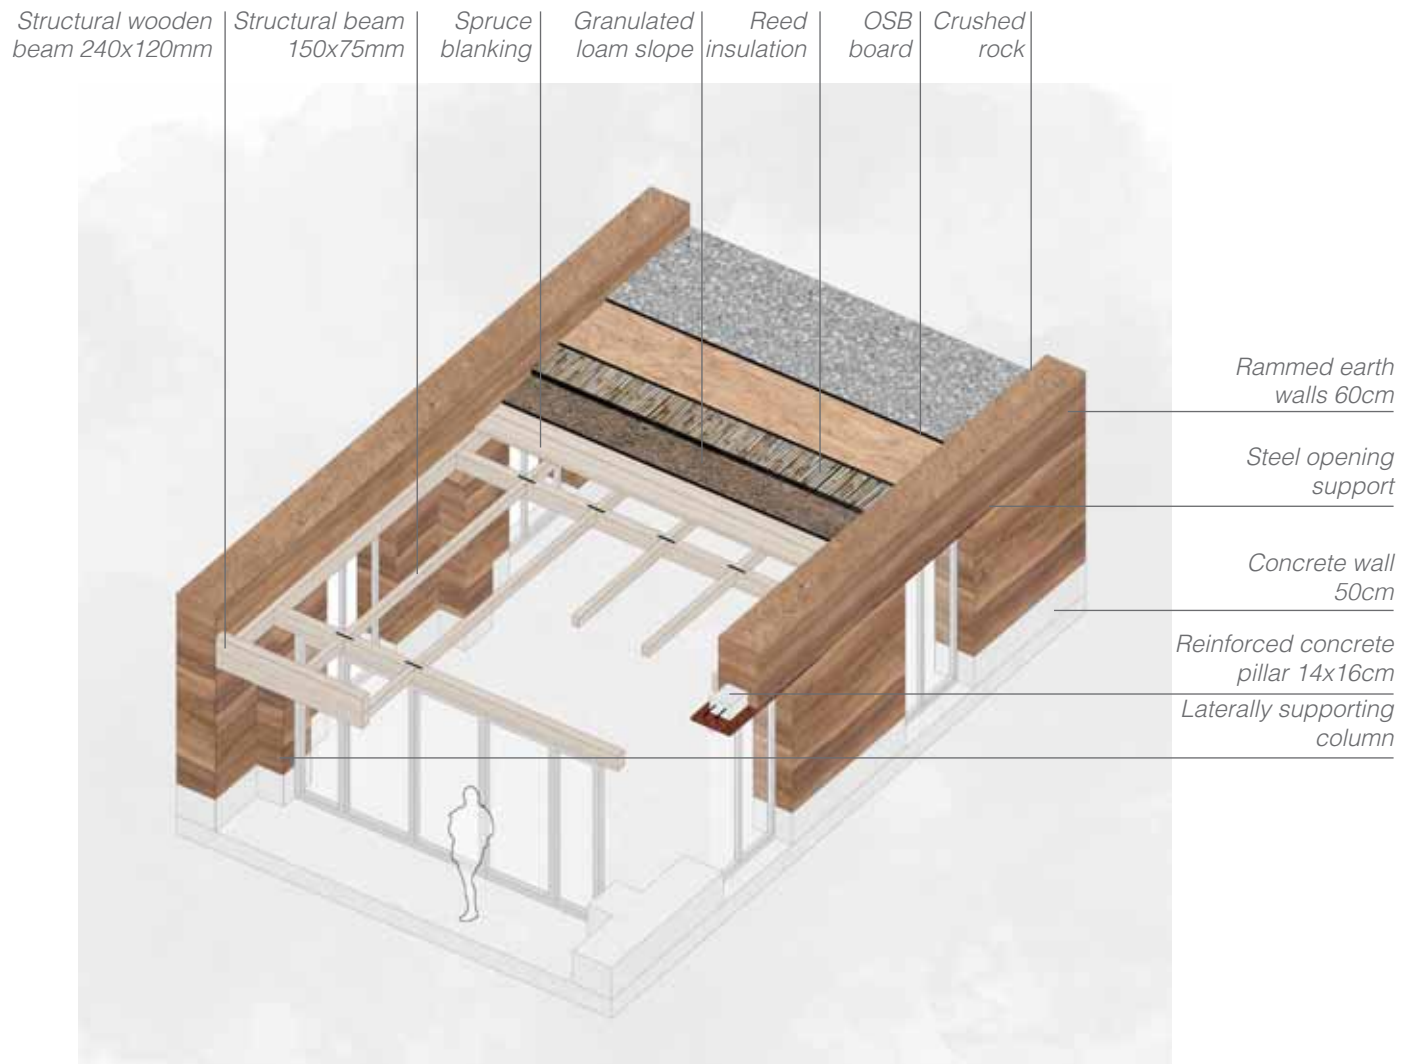 Structural wooden
beam 240x120mm
Structural beam
150x75mm
Spruce
blanking
Granulated
loam slope
Reed
insulation
OSB
board
Crushed
rock
Rammed earth
walls 60cm
Steel opening
support
Concrete wall
50cm
Reinforced concrete
pillar 14x16cm
Laterally supporting
column